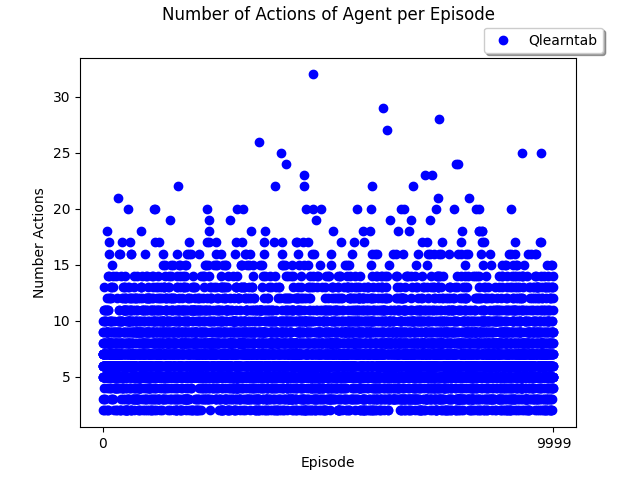 Number of Actions of Agent per Episode
Qlearntab
30
25
20
15
10
5
Number Actions
0
9999
Episode